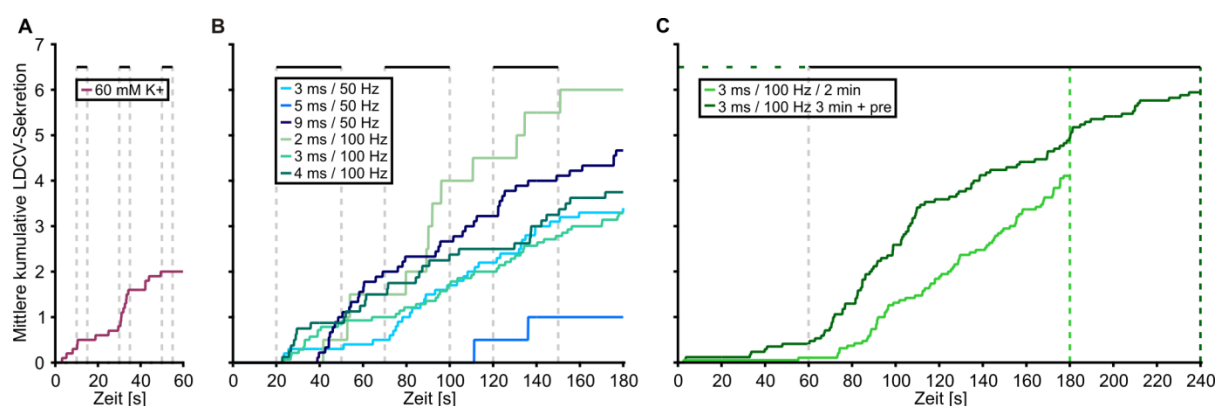 A
B
C
Mittlere kumulative LDCV-Sekretion
7
6
5
4
3
2
1
0
60 mM K+
0 20 40 60
Zeit [s]
3 ms / 50 Hz
5 ms / 50 Hz
9 ms / 50 Hz
2 ms / 100 Hz
3 ms / 100 Hz
4 ms / 100 Hz
0 20 40 60 80 100 120 140 160 180
Zeit [s]
3 ms / 100 Hz / 2 min
3 ms / 100 Hz 3 min + pre
0 20 40 60 80 100 120 140 160 180 200 220 240
Zeit [s]